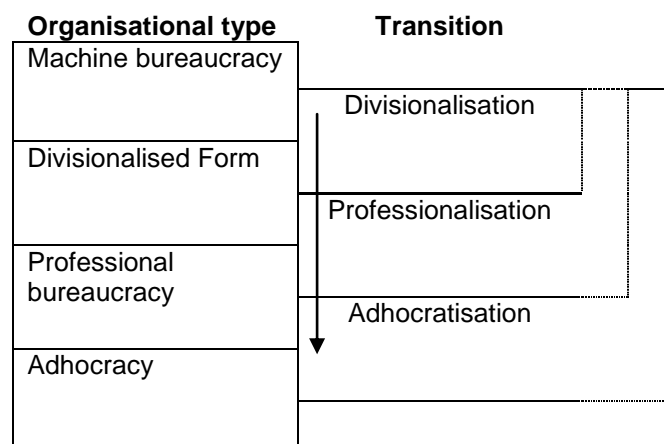 Organisational type Transition
Machine bureaucracy
Divisionalisation
Divisionalised Form
Professionalisation
Professional
bureaucracy
Adhocratisation
Adhocracy